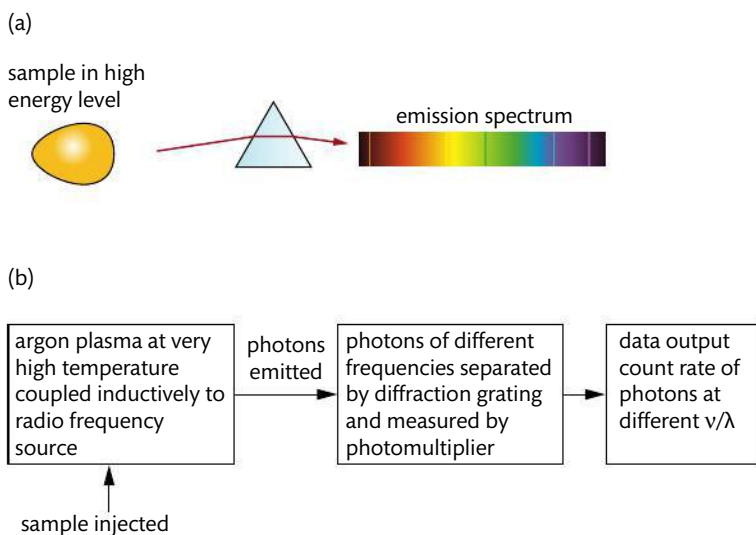 (a)
sample in high
energy level
emission spectrum
(b)
argon plasma at very
high temperature
coupled inductively to
radio frequency
source
photons
emitted
photons of different
frequencies separated
by diffraction grating
and measured by
photomultiplier
data output
count rate of
photons at
different ν/λ
sample injected